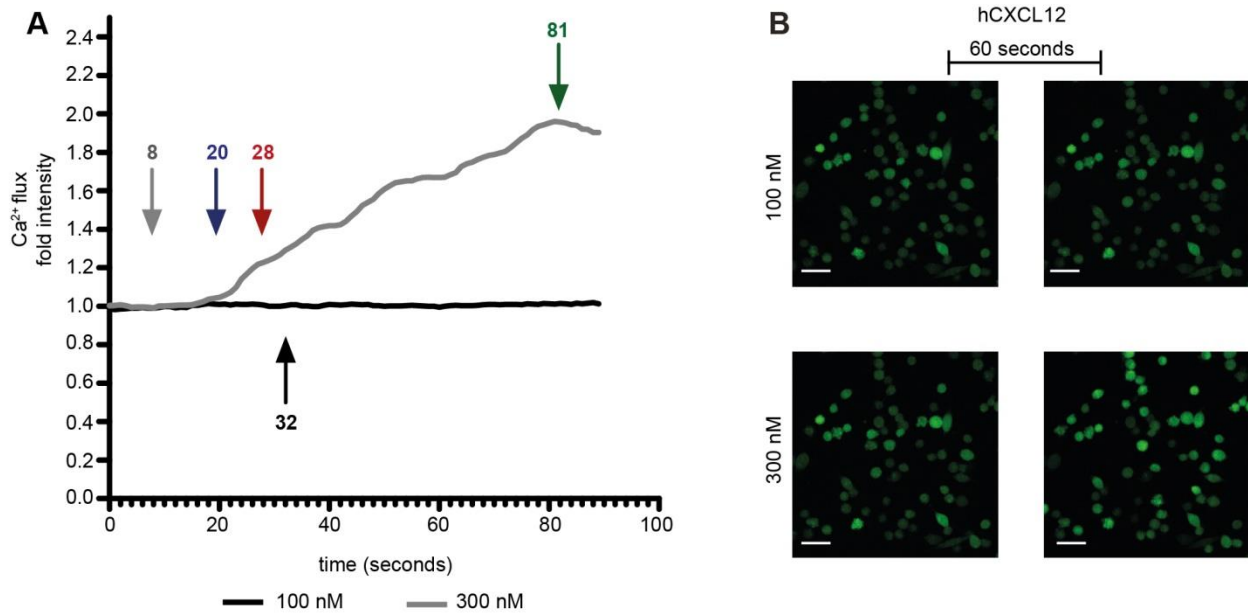 A
Ca²⁺ flux
fold intensity
2.4
2.2
2.0
1.8
1.6
1.4
1.2
1.0
0.8
0.6
0.4
0.2
0.0
8
20
28
81
32
0
20
40
60
80
100
time (seconds)
100 nM
300 nM
B
hCXCL12
60 seconds
100 nM
300 nM